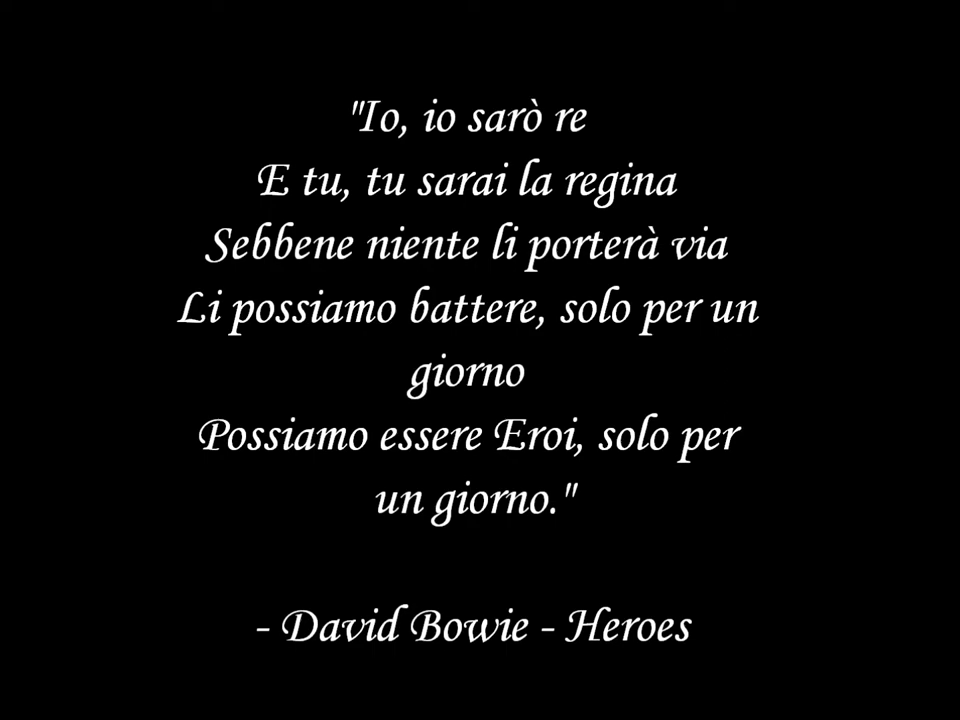 "Io, io sarò re
E tu, tu sarai la regina
Sebbene niente li porterà via
Li possiamo battere, solo per un
giorno
Possiamo essere Eroi, solo per
un giorno."
- David Bowie - Heroes